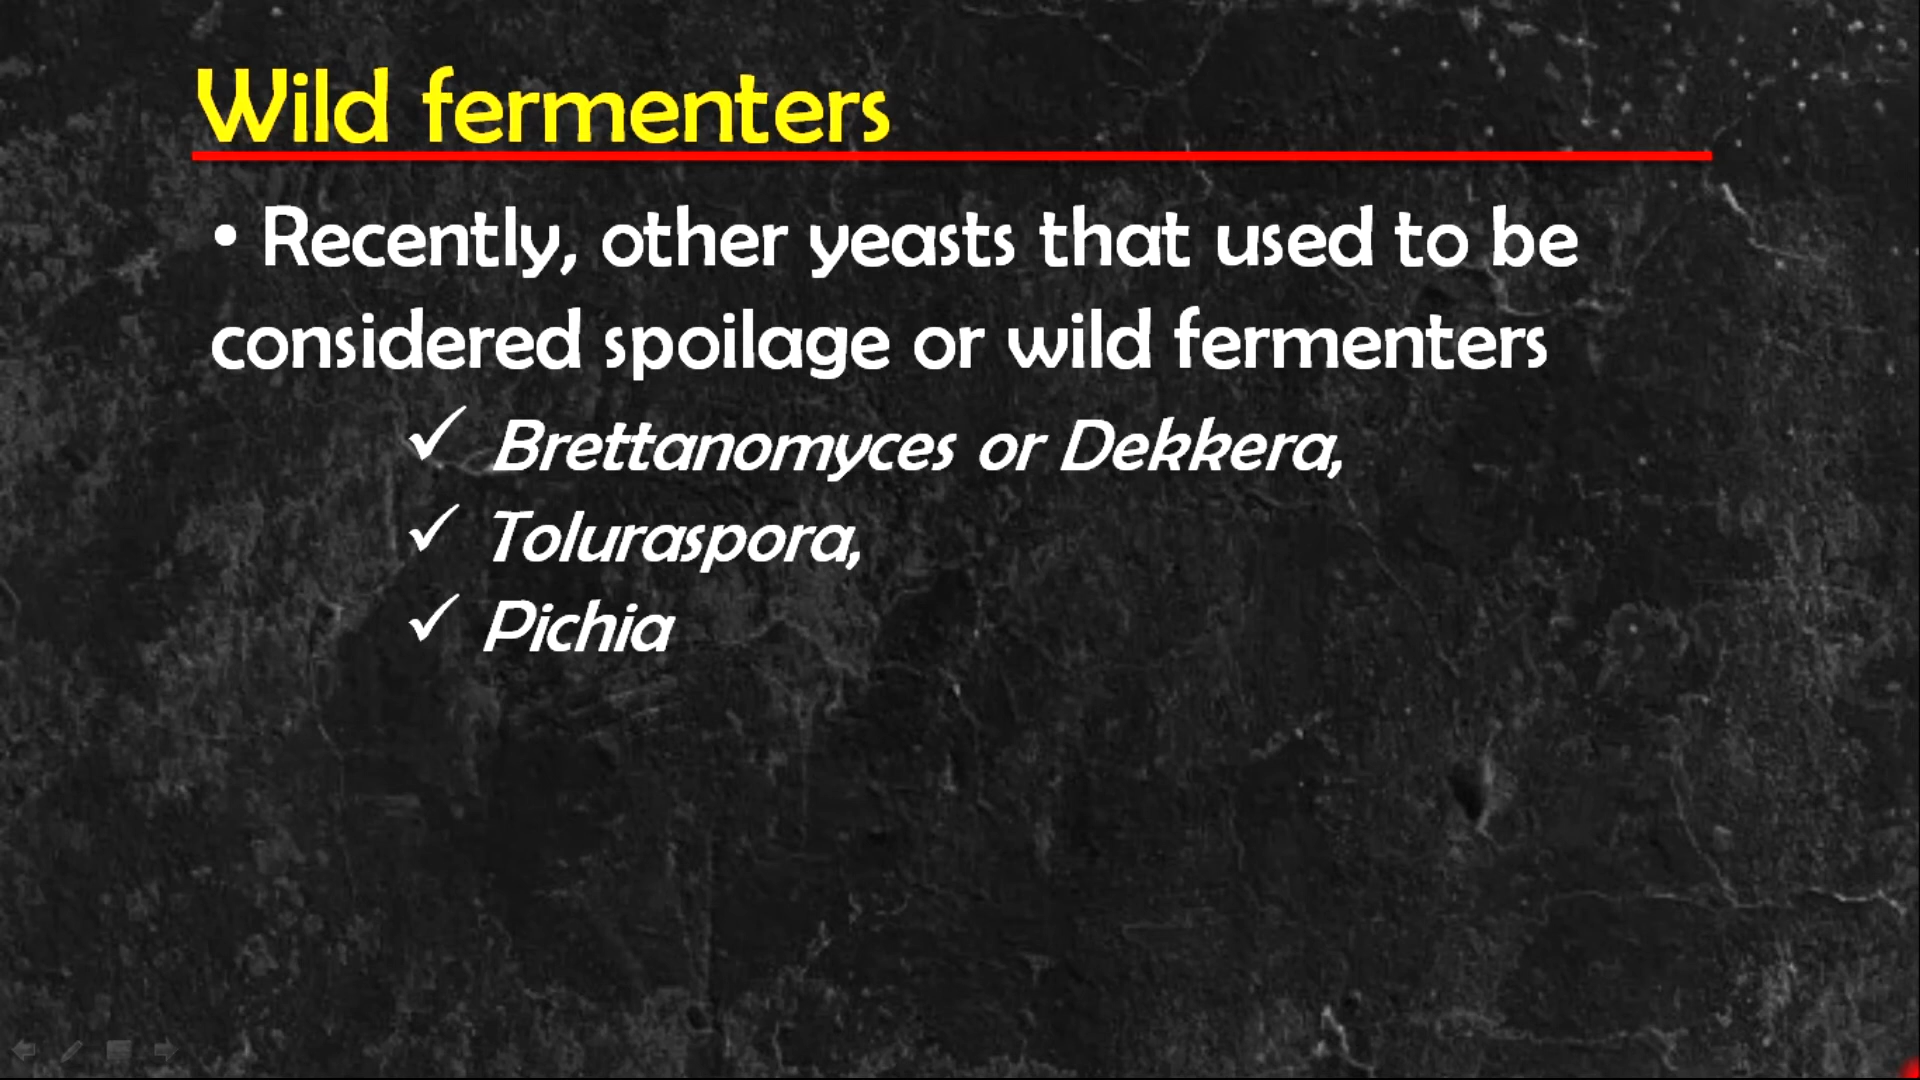 Wild fermenters
• Recently, other yeasts that used to be
considered spoilage or wild fermenters
✓ Brettanomyces or Dekkera,
✓ Toluraspora,
✓ Pichia